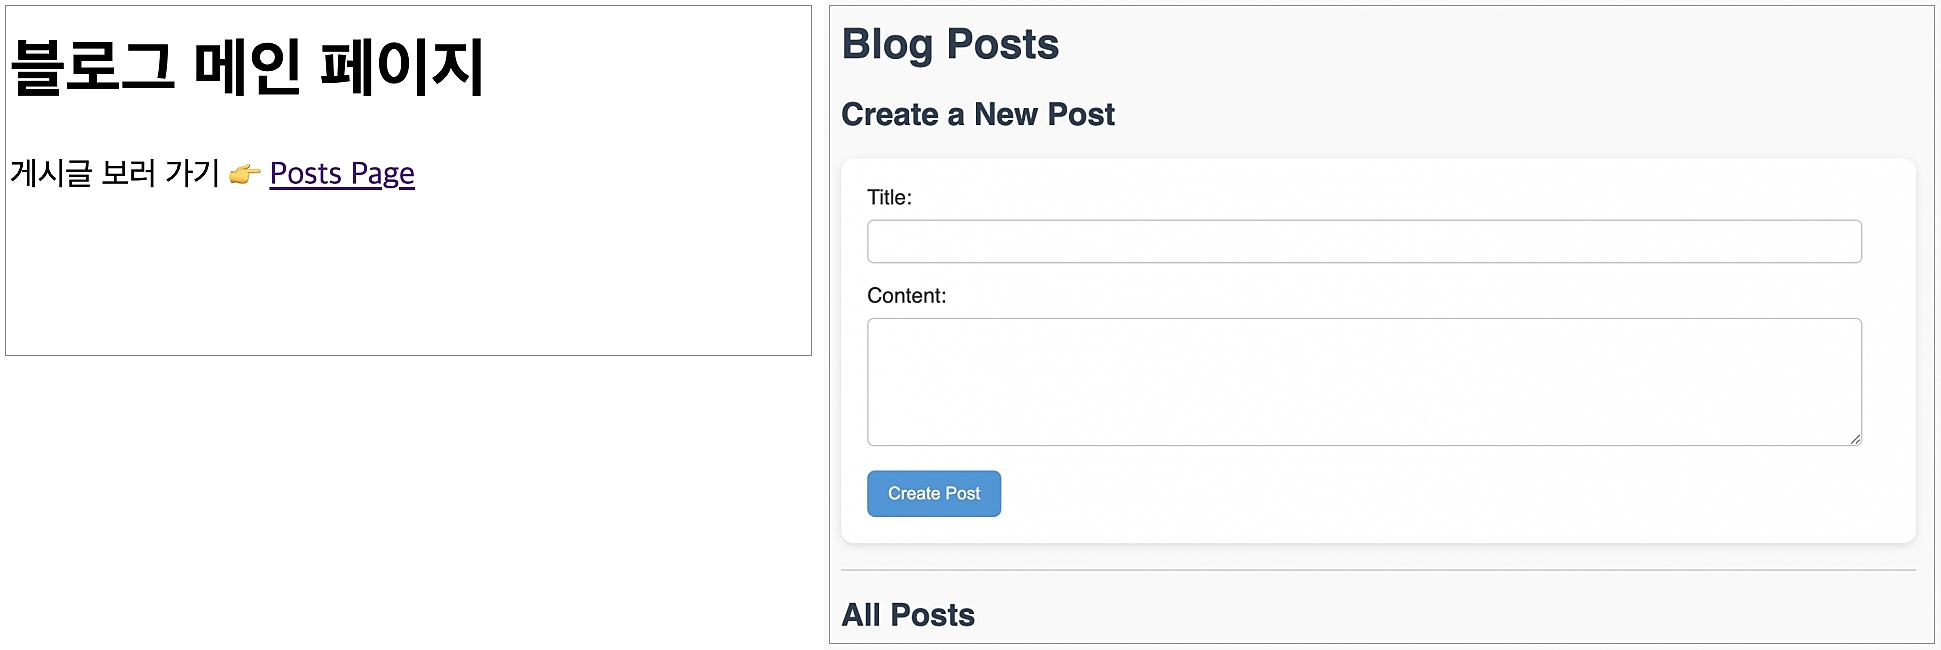 블로그 메인 페이지
게시글 보러 가기 👉 Posts Page
Blog Posts
Create a New Post
Title:
Content:
Create Post
All Posts